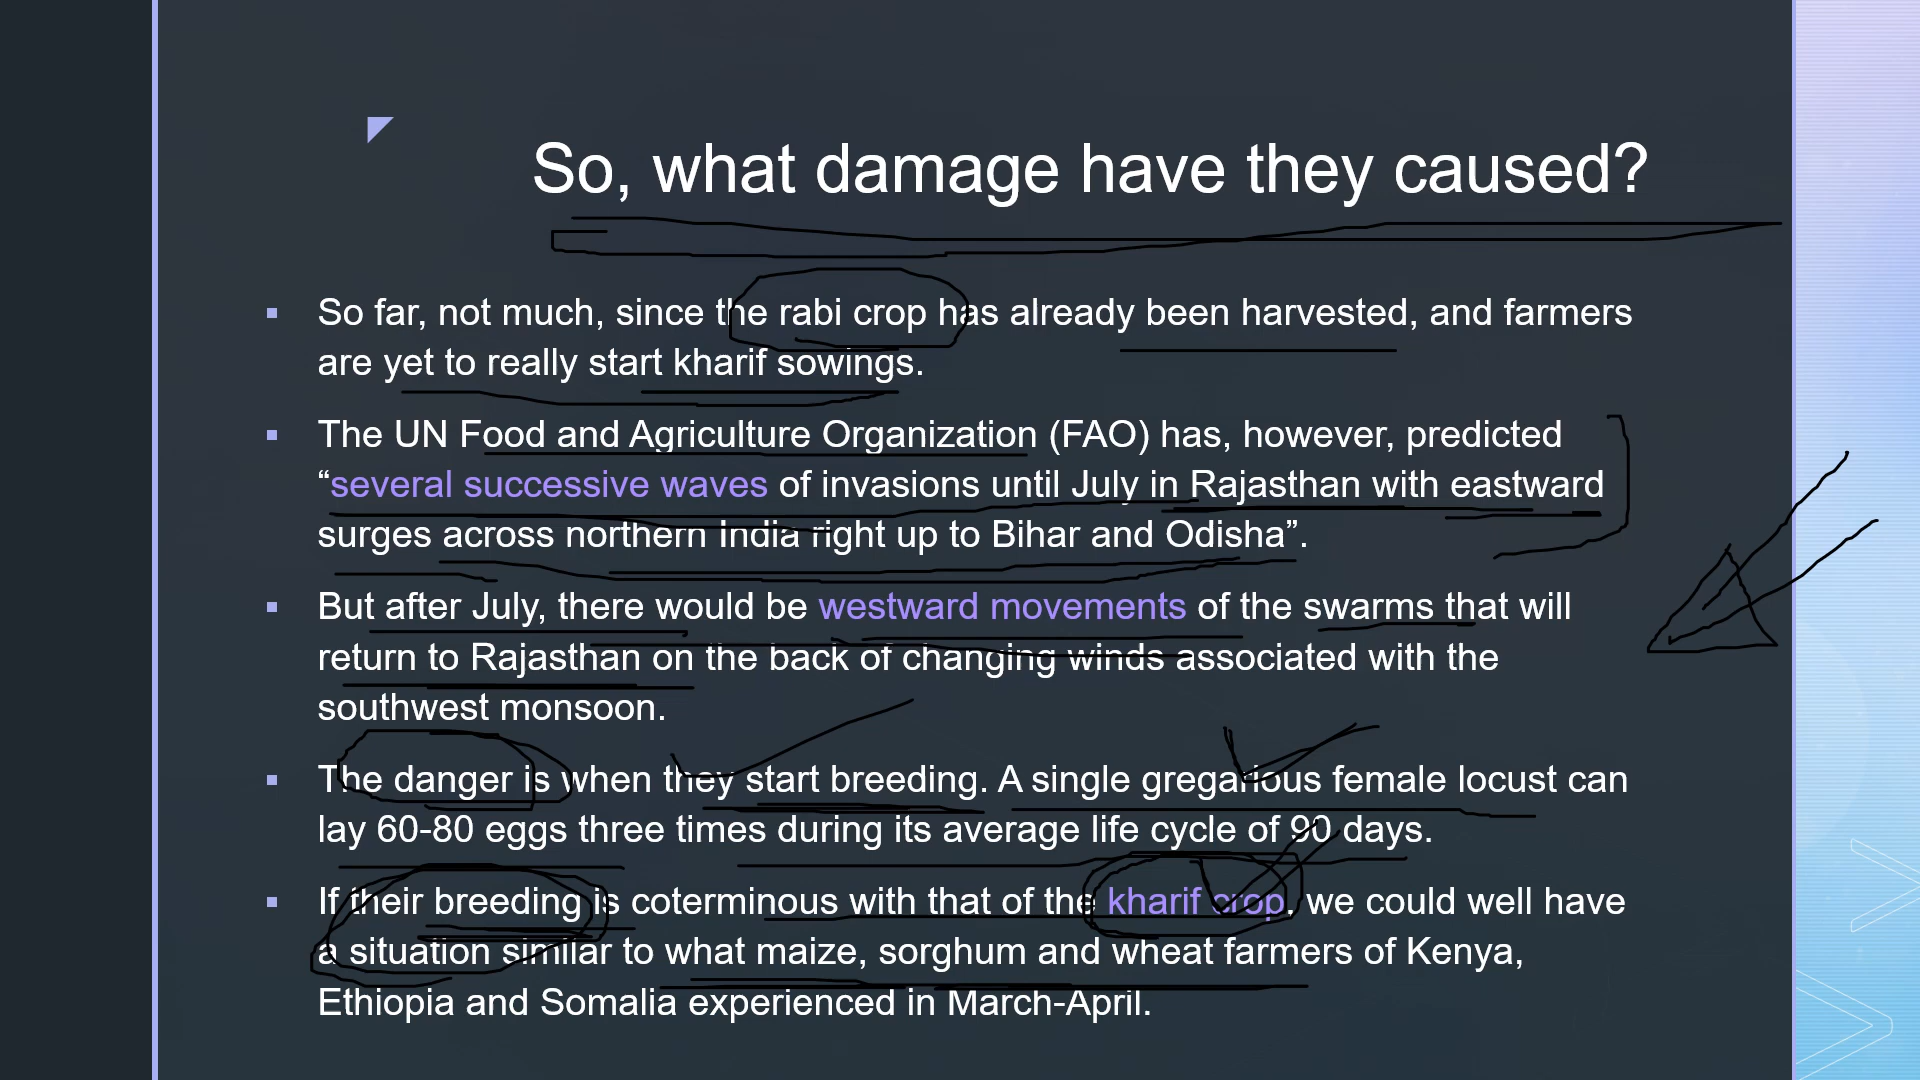 So, what damage have they caused?
▪ So far, not much, since the rabi crop has already been harvested, and farmers
are yet to really start kharif sowings.
▪ The UN Food and Agriculture Organization (FAO) has, however, predicted
“several successive waves of invasions until July in Rajasthan with eastward
surges across northern India right up to Bihar and Odisha”.
▪ But after July, there would be westward movements of the swarms that will
return to Rajasthan on the back of changing winds associated with the
southwest monsoon.
▪ The danger is when they start breeding. A single gregarious female locust can
lay 60-80 eggs three times during its average life cycle of 90 days.
▪ If their breeding is coterminous with that of the kharif crop, we could well have
a situation similar to what maize, sorghum and wheat farmers of Kenya,
Ethiopia and Somalia experienced in March-April.